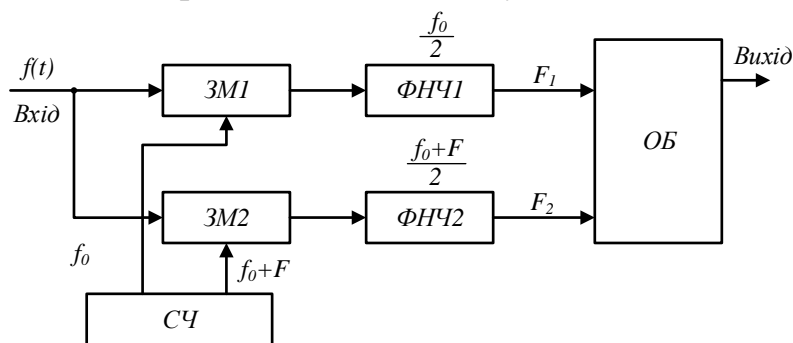 f₀
2
f(t)
Вхід
ЗМ1
ФНЧ1
F₁
Вихід
ОБ
f₀+F
2
ЗМ2
ФНЧ2
F₂
f₀
f₀+F
СЧ